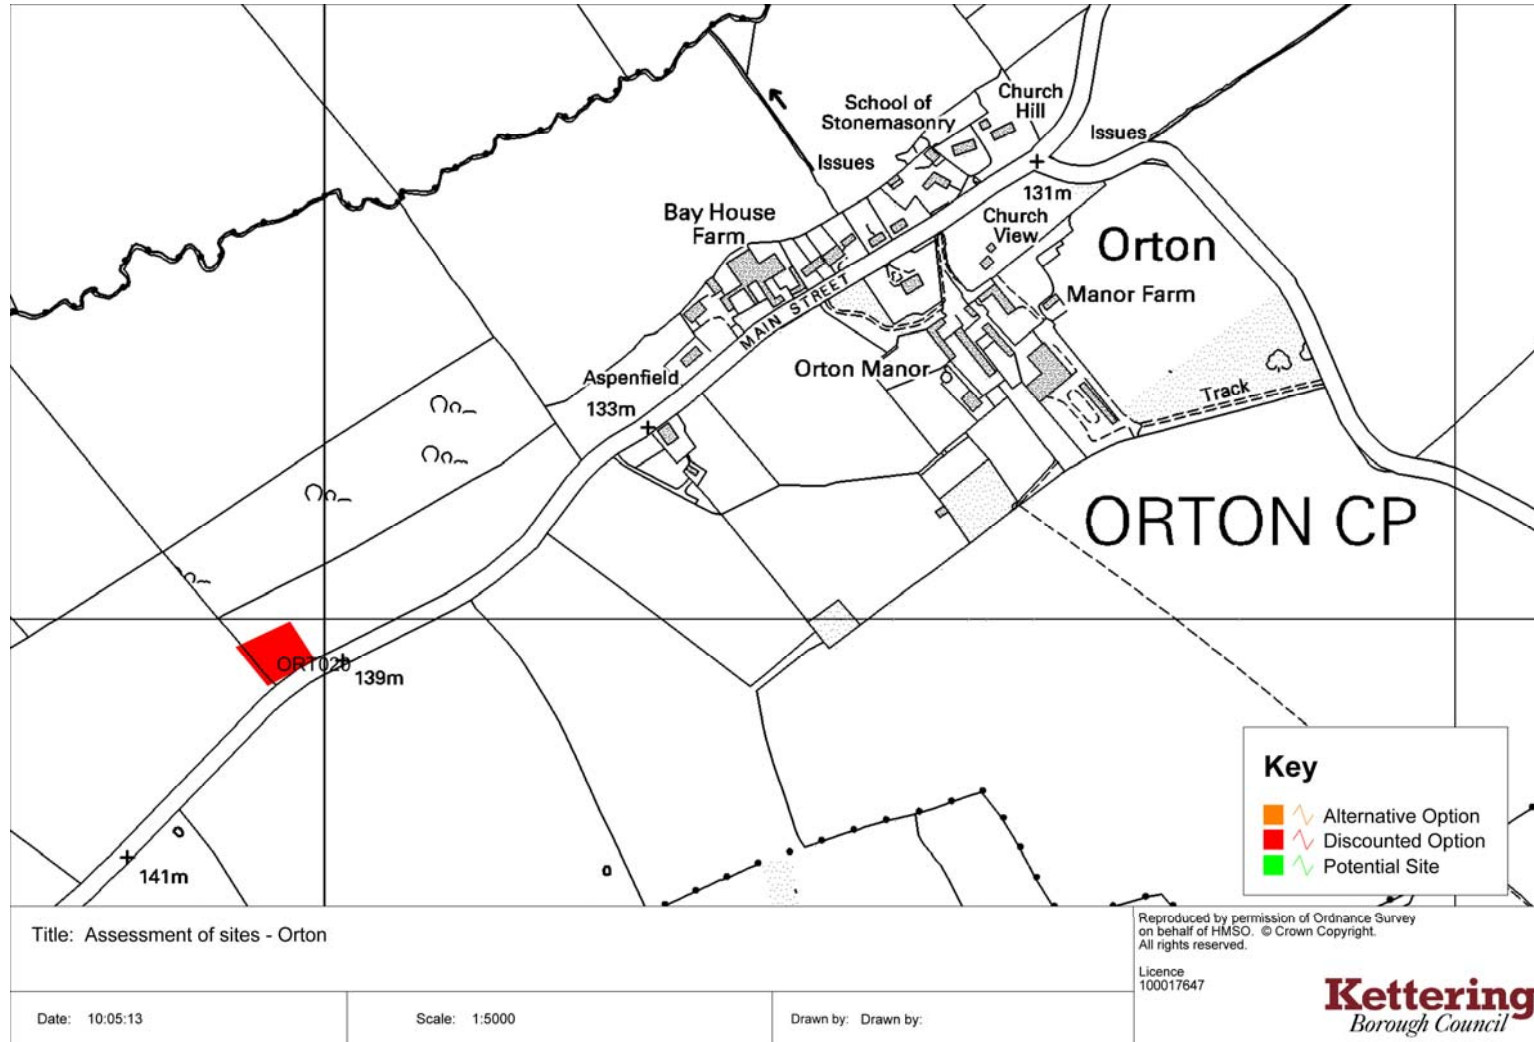 Church
Hill
School of
Stonemasonry
Issues
Issues
131m
Bay House
Farm
Church
View
Orton
Manor Farm
MAIN STREET
Orton Manor
Aspenfield
133m
Track
ORTON CP
139m
141m
Key
Alternative Option
Discounted Option
Potential Site
Title: Assessment of sites - Orton
Reproduced by permission of Ordnance Survey
on behalf of HMSO. © Crown Copyright.
All rights reserved.
Licence
100017647
Date: 10:05:13
Scale: 1:5000
Drawn by: Drawn by:
Kettering
Borough Council